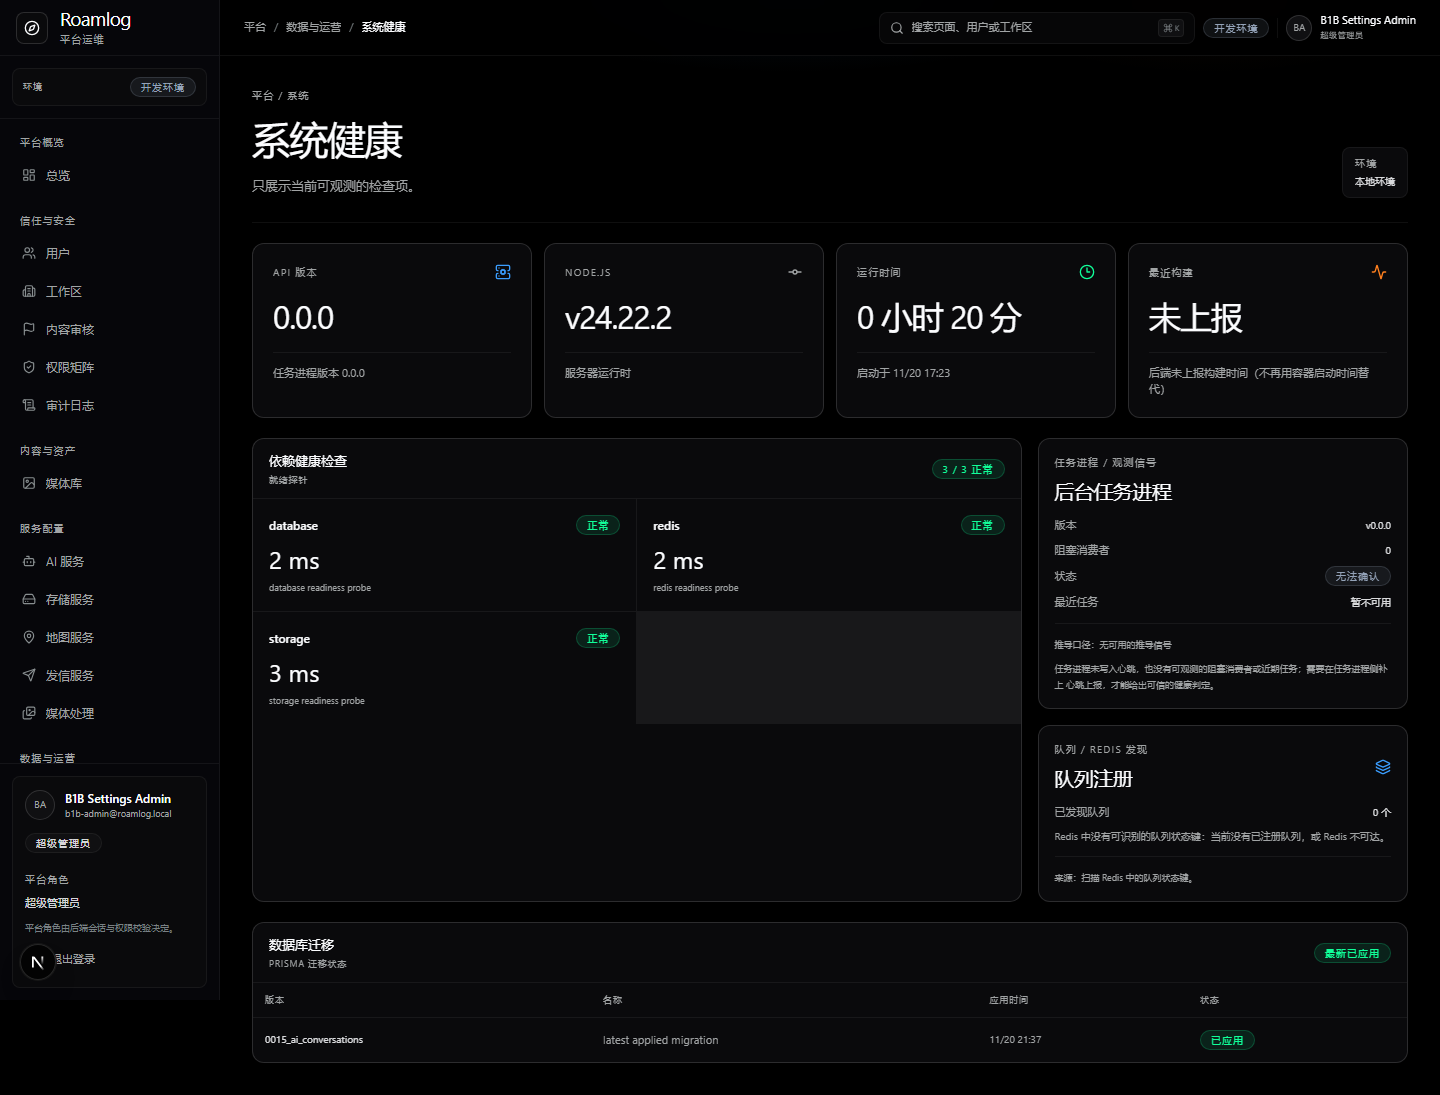 Roamlog
平台运维
环境
开发环境
平台概览
总览
信任与安全
用户
工作区
内容审核
权限矩阵
审计日志
内容与资产
媒体库
服务配置
AI 服务
存储服务
地图服务
发信服务
媒体处理
数据与运营
BA
B1B Settings Admin
b1b-admin@roamlog.local
超级管理员
平台角色
超级管理员
平台角色由后端会话与权限校验决定。
N
出登录
平台 / 数据与运营 / 系统健康
搜索页面、用户或工作区
⌘K
开发环境
BA
B1B Settings Admin
超级管理员
平台 / 系统
系统健康
只展示当前可观测的检查项。
环境
本地环境
API 版本
0.0.0
任务进程版本 0.0.0
NODE.JS
v24.22.2
服务器运行时
运行时间
0 小时 20 分
启动于 11/20 17:23
最近构建
未上报
后端未上报构建时间（不再用容器启动时间替
代）
依赖健康检查
就绪探针
3 / 3 正常
database
正常
2 ms
database readiness probe
redis
正常
2 ms
redis readiness probe
storage
正常
3 ms
storage readiness probe
任务进程 / 观测信号
后台任务进程
版本
v0.0.0
阻塞消费者
0
状态
无法确认
最近任务
暂不可用
推导口径：无可用的推导信号
任务进程未写入心跳，也没有可观测的阻塞消费者或近期任务；需要在任务进程侧补
上 心跳上报，才能给出可信的健康判定。
队列 / REDIS 发现
队列注册
已发现队列
0 个
Redis 中没有可识别的队列状态键：当前没有已注册队列，或 Redis 不可达。
来源：扫描 Redis 中的队列状态键。
数据库迁移
PRISMA 迁移状态
最新已应用
版本
名称
应用时间
状态
0015_ai_conversations
latest applied migration
11/20 21:37
已应用